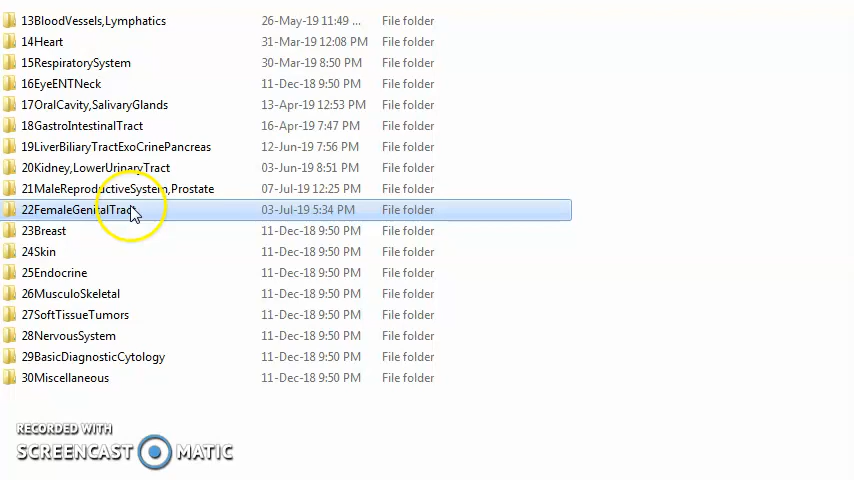 13BloodVessels,Lymphatics 26-May-19 11:49 ... File folder
14Heart 31-Mar-19 12:08 PM File folder
15RespiratorySystem 30-Mar-19 8:50 PM File folder
16EyeENTNeck 11-Dec-18 9:50 PM File folder
17OralCavity,SalivaryGlands 13-Apr-19 12:53 PM File folder
18GastroIntestinalTract 16-Apr-19 7:47 PM File folder
19LiverBiliaryTractExoCrinePancreas 12-Jun-19 7:56 PM File folder
20Kidney,LowerUrinaryTract 03-Jun-19 8:51 PM File folder
21MaleReproductiveSystem,Prostate 07-Jul-19 12:25 PM File folder
22FemaleGenitalTract 03-Jul-19 5:34 PM File folder
23Breast 11-Dec-18 9:50 PM File folder
24Skin 11-Dec-18 9:50 PM File folder
25Endocrine 11-Dec-18 9:50 PM File folder
26MusculoSkeletal 11-Dec-18 9:50 PM File folder
27SoftTissueTumors 11-Dec-18 9:50 PM File folder
28NervousSystem 11-Dec-18 9:50 PM File folder
29BasicDiagnosticCytology 11-Dec-18 9:50 PM File folder
30Miscellaneous 11-Dec-18 9:50 PM File folder
RECORDED WITH
SCREENCAST MATIC